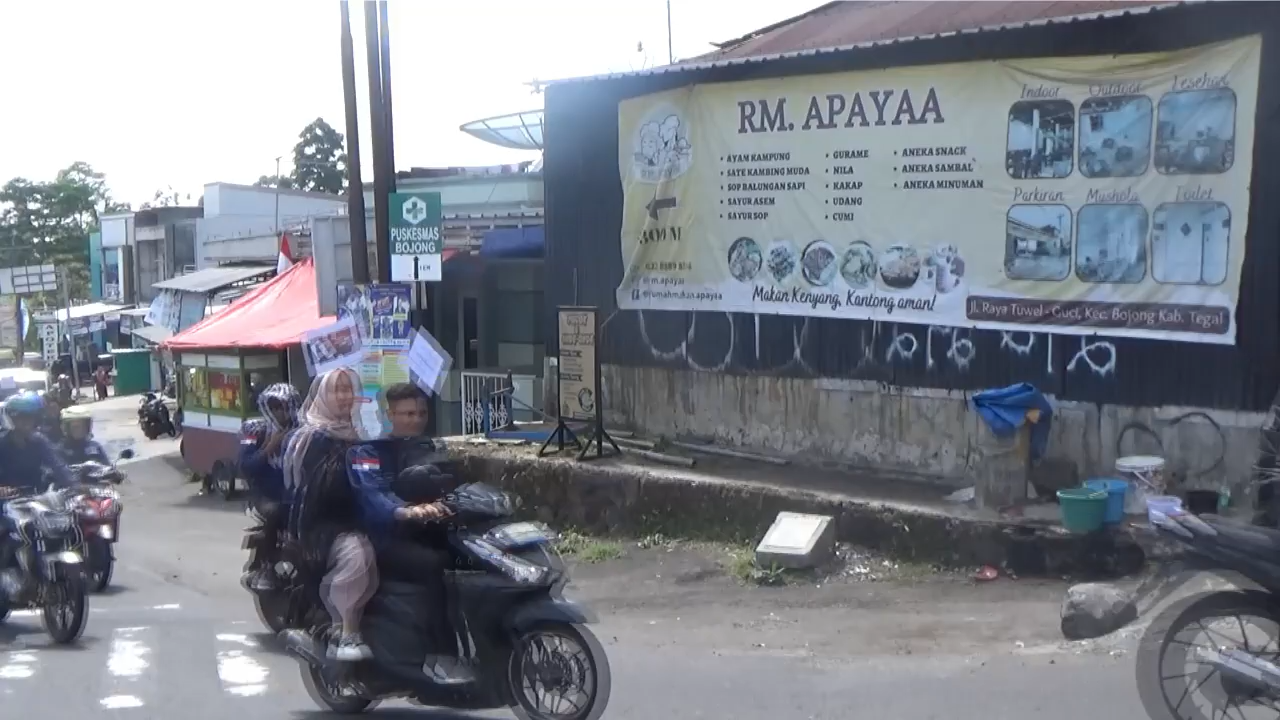 RM. APAYAA
AYAM KAMPUNG
SATE KAMBING MUDA
SOP BALUNGAN SAPI
SAYUR ASEM
SAYUR SOP
GURAME
NILA
KAKAP
UDANG
CUMI
ANEKA SNACK
ANEKA SAMBAL
ANEKA MINUMAN
Indoor
Outdoor
Lesehan
Parkiran
Mushola
Toilet
Makan Kenyang, Kantong aman!
Jl. Raya Tuwel - Guci, Kec. Bojong Kab. Tegal
PUSKESMAS
BOJONG